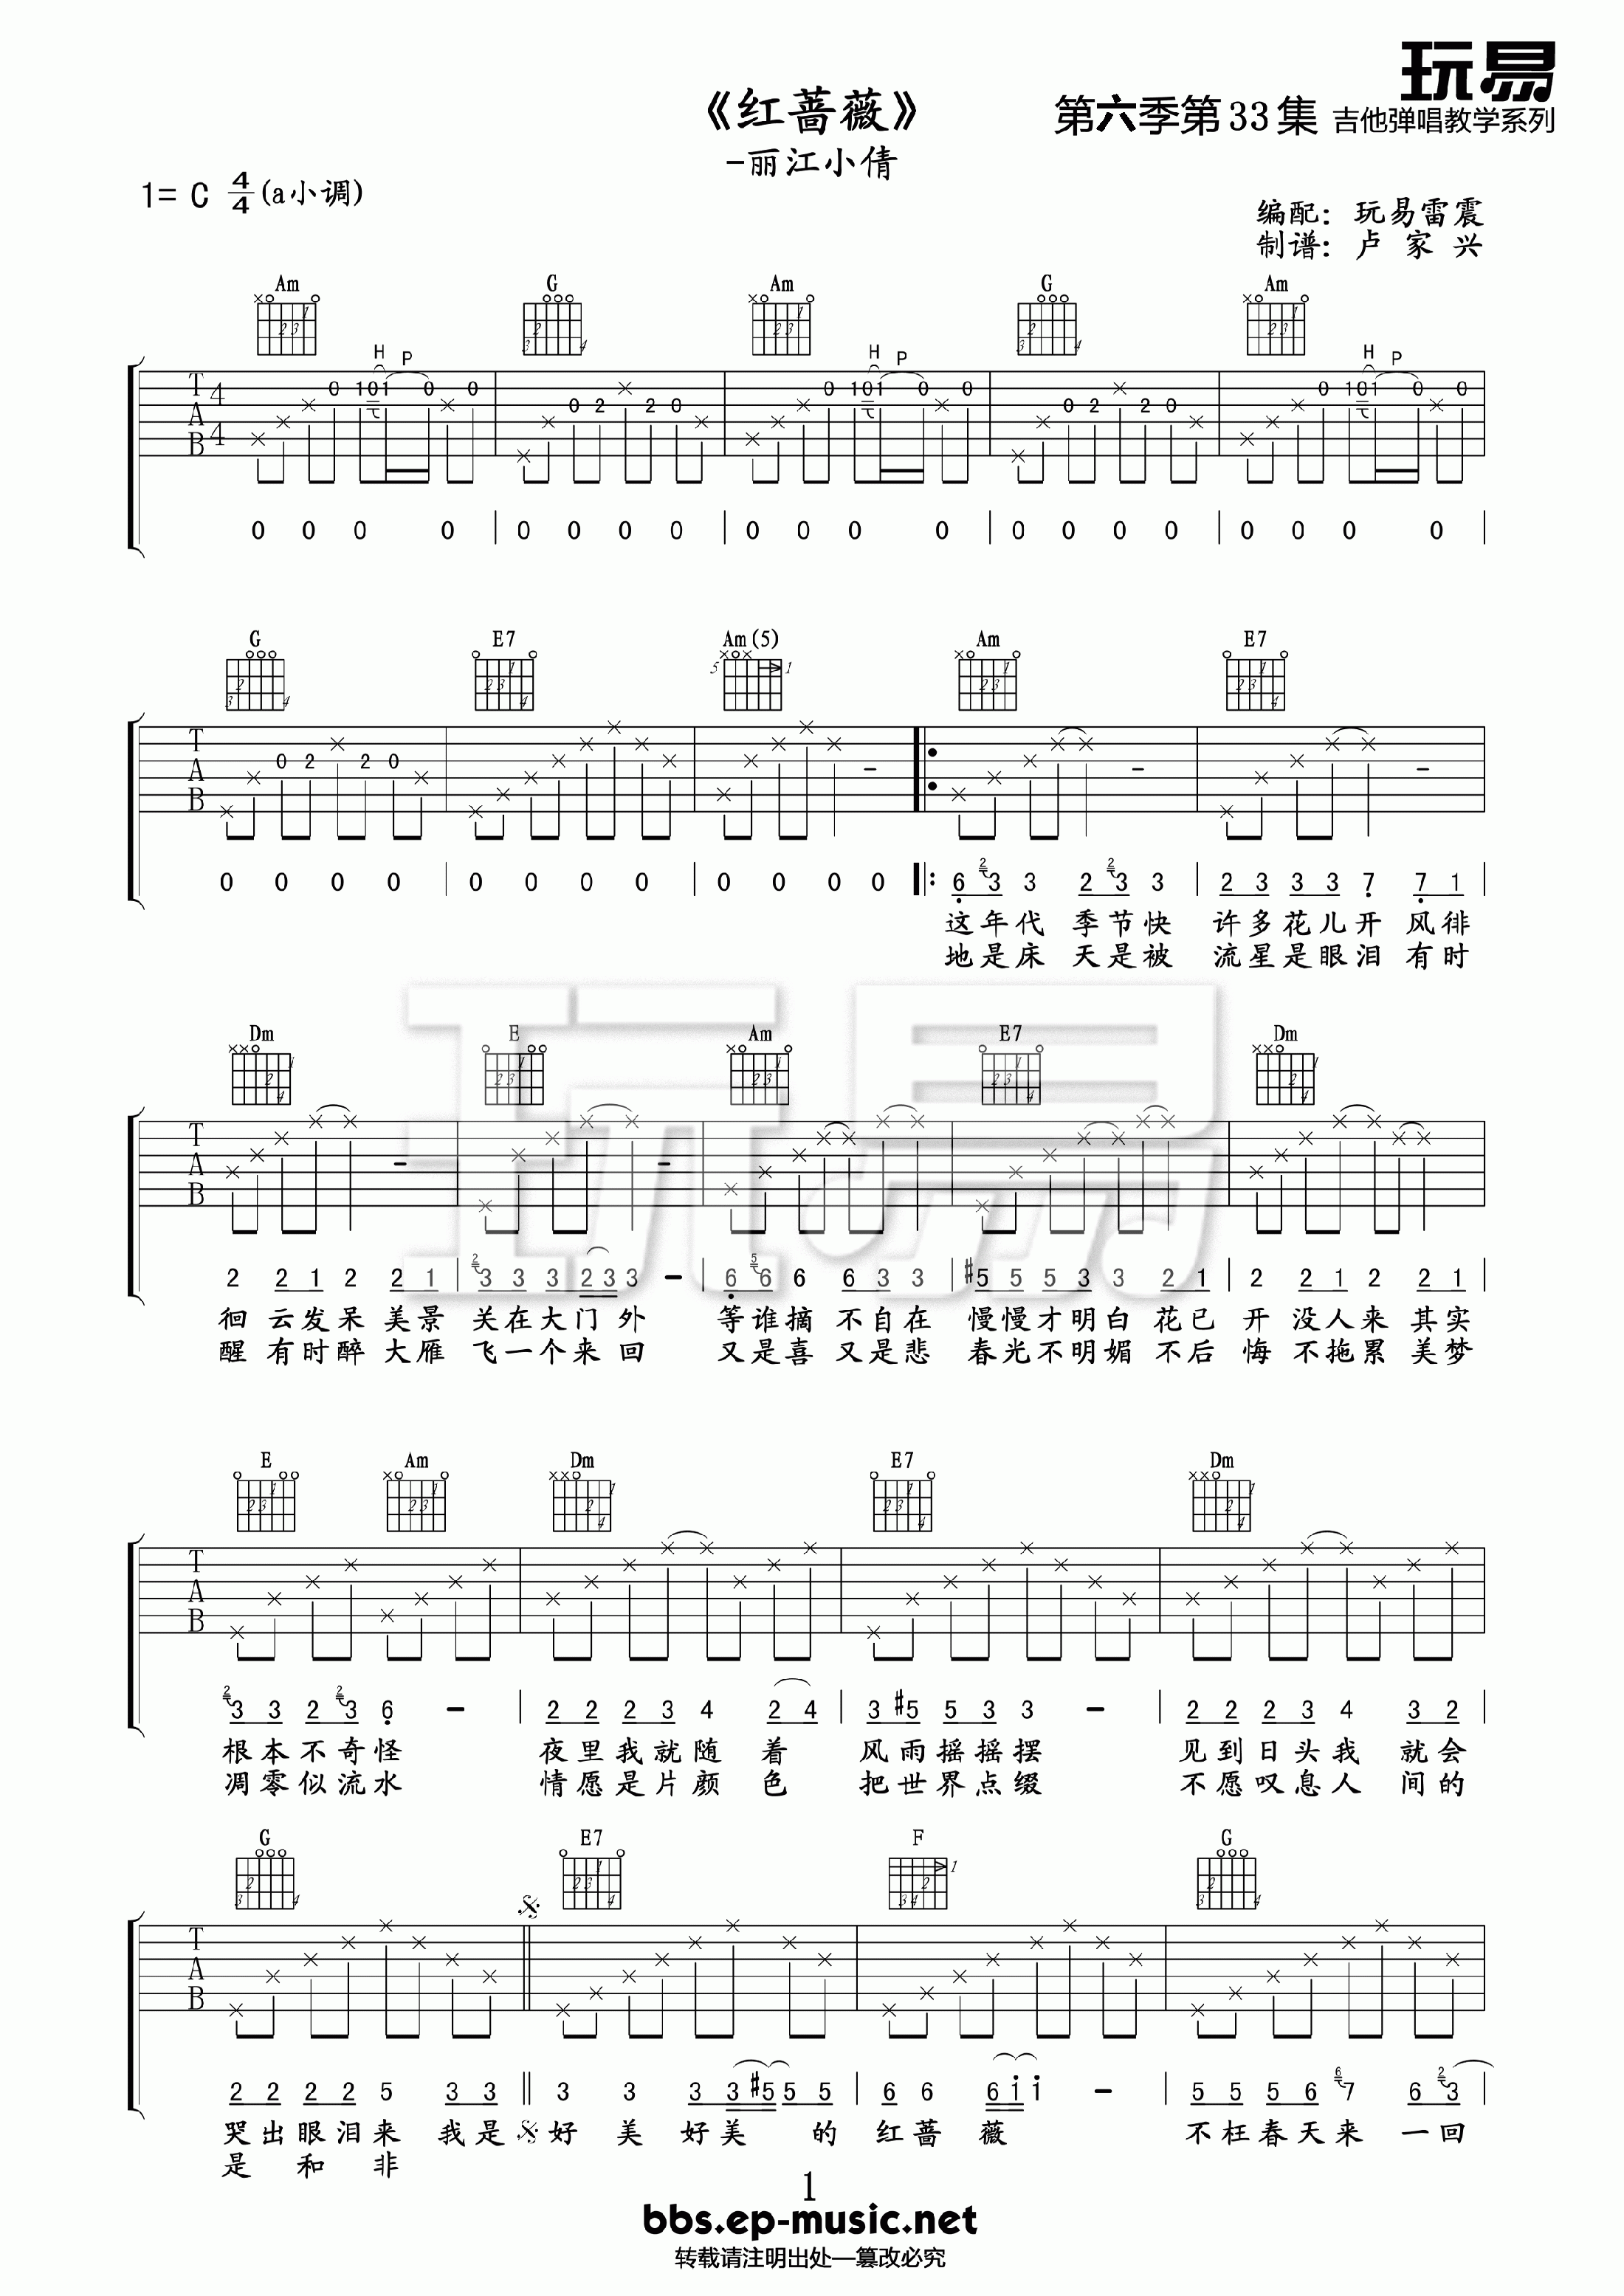 玩易
《红蔷薇》
第六季第33集 吉他弹唱教学系列
-丽江小倩
1= C 4/4 (a小调)
编配：玩易雷震
制谱：卢家兴
Am G Am G Am
H P H P H P
T 4 0 1 0 1 0 0 0 2 2 0 0 1 0 1 0 0 0 2 2 0 0 1 0 1 0 0
A 4
B
0 0 0 0 | 0 0 0 0 | 0 0 0 0 | 0 0 0 0 | 0 0 0 0 |
G E7 Am(5) Am E7
T
A 0 2 2 0
B
0 0 0 0 | 0 0 0 0 | 0 0 0 0 |: 6 2 3 3 2 2 3 3 | 2 3 3 3 7 7 1 |
这年代 季节快 许多花儿开 风徘
地是床 天是被 流星是眼泪 有时
Dm E Am E7 Dm
T
A
B
2 2 1 2 2 1 | 2 3 3 3 2 3 3 - | 6 5 6 6 6 3 3 | #5 5 5 3 3 2 1 | 2 2 1 2 2 1 |
徊 云发呆 美景 关在大门 外 等谁摘 不自在 慢慢才明白 花已 开 没人来 其实
醒 有时醉 大雁 飞一个来 回 又是喜 又是悲 春光不明媚 不后 悔 不拖累 美梦
E Am Dm E7 Dm
T
A
B
2 3 3 2 2 3 6 - | 2 2 2 3 4 2 4 | 3 #5 5 3 3 - | 2 2 2 3 4 3 2 |
根本不奇怪 夜里我就随 着 风雨摇摇摆 见到日头我 就会
凋零似流水 情愿是片颜 色 把世界点缀 不愿叹息人 间的
G E7 F G
T
A
B
2 2 2 2 5 3 3 || 3 3 3 3 #5 5 5 | 6 6 6 i i - | 5 5 5 6 6 7 6 2 3 |
哭出眼泪来 我是 好 美 好美 的 红蔷 薇 不枉春天来 一回
是 和 非
1
bbs.ep-music.net
转载请注明出处—篡改必究